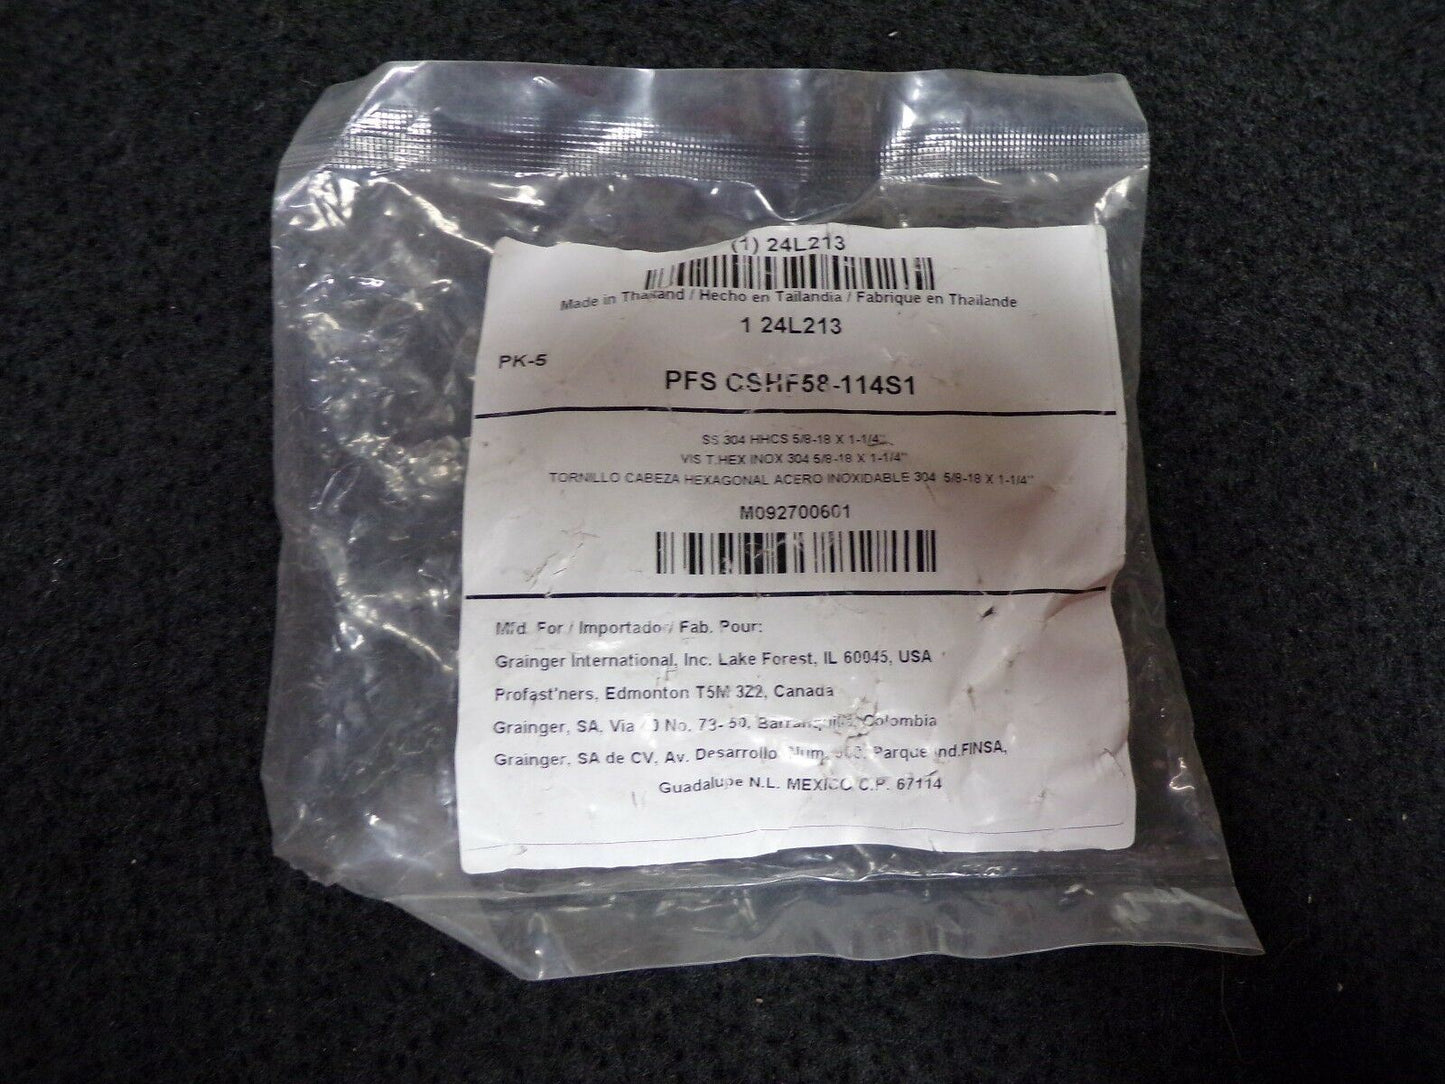 (1) 24L213
Made in Thailand / Hecho en Tailandia / Fabrique en Thailande
1 24L213
PK-5
PFS CSHF58-114S1
SS 304 HHCS 5/8-18 X 1-1/4"
VIS T.HEX INOX 304 5/8-18 X 1-1/4"
TORNILLO CABEZA HEXAGONAL ACERO INOXIDABLE 304 5/8-18 X 1-1/4"
M092700601
Mfd. For / Importador / Fab. Pour:
Grainger International, Inc. Lake Forest, IL 60045, USA
Profast'ners, Edmonton T5M 3Z2, Canada
Grainger, SA. Via No. 73- 50, Barranquilla, Colombia
Grainger, SA de CV. Av. Desarrollo Num. Parque Ind.FINSA,
Guadalupe N.L. MEXICO C.P. 67114